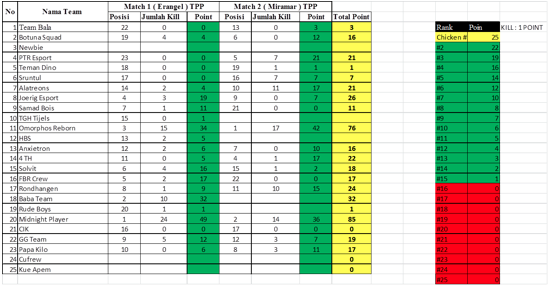 No Nama Team Match 1 ( Erangel ) TPP Match 2 ( Miramar ) TPP Total Point
Posisi Jumlah Kill Point Posisi Jumlah Kill Point
1 Team Bala 22 0 0 13 0 3 3
2 Botuna Squad 19 4 4 6 0 12 16
3 Newbie
4 PTR Esport 23 0 0 5 7 21 21
5 Teman Dino 18 0 0 19 1 1 1
6 Sruntul 17 0 0 16 7 7 7
7 Alatreons 14 2 4 10 11 17 21
8 Joerig Esport 4 3 19 9 0 7 26
9 Samad Bois 7 1 11 21 0 0 11
10 TGH Tijels 15 0 1
11 Omorphos Reborn 3 15 34 1 17 42 76
12 HBS 13 2 5
13 Anxietron 12 2 6 7 0 10 16
14 4 TH 11 0 5 4 1 17 22
15 Solvit 6 4 16 15 1 2 18
16 FBR Crew 5 2 17 22 0 0 17
17 Rondhangen 8 1 9 11 10 15 24
18 Baba Team 2 10 32 32
19 Rude Boys 20 1 1 1
20 Midnight Player 1 24 49 2 14 36 85
21 CIK 16 0 0 17 0 0 0
22 GG Team 9 5 12 12 3 7 19
23 Papa Kilo 10 0 6 8 3 11 17
24 Cufrew 0
25 Kue Apem 0
Rank Poin KILL : 1 POINT
Chicken # 25
#2 22
#3 19
#4 16
#5 14
#6 12
#7 10
#8 8
#9 7
#10 6
#11 5
#12 4
#13 3
#14 2
#15 1
#16 0
#17 0
#18 0
#19 0
#20 0
#21 0
#22 0
#23 0
#24 0
#25 0